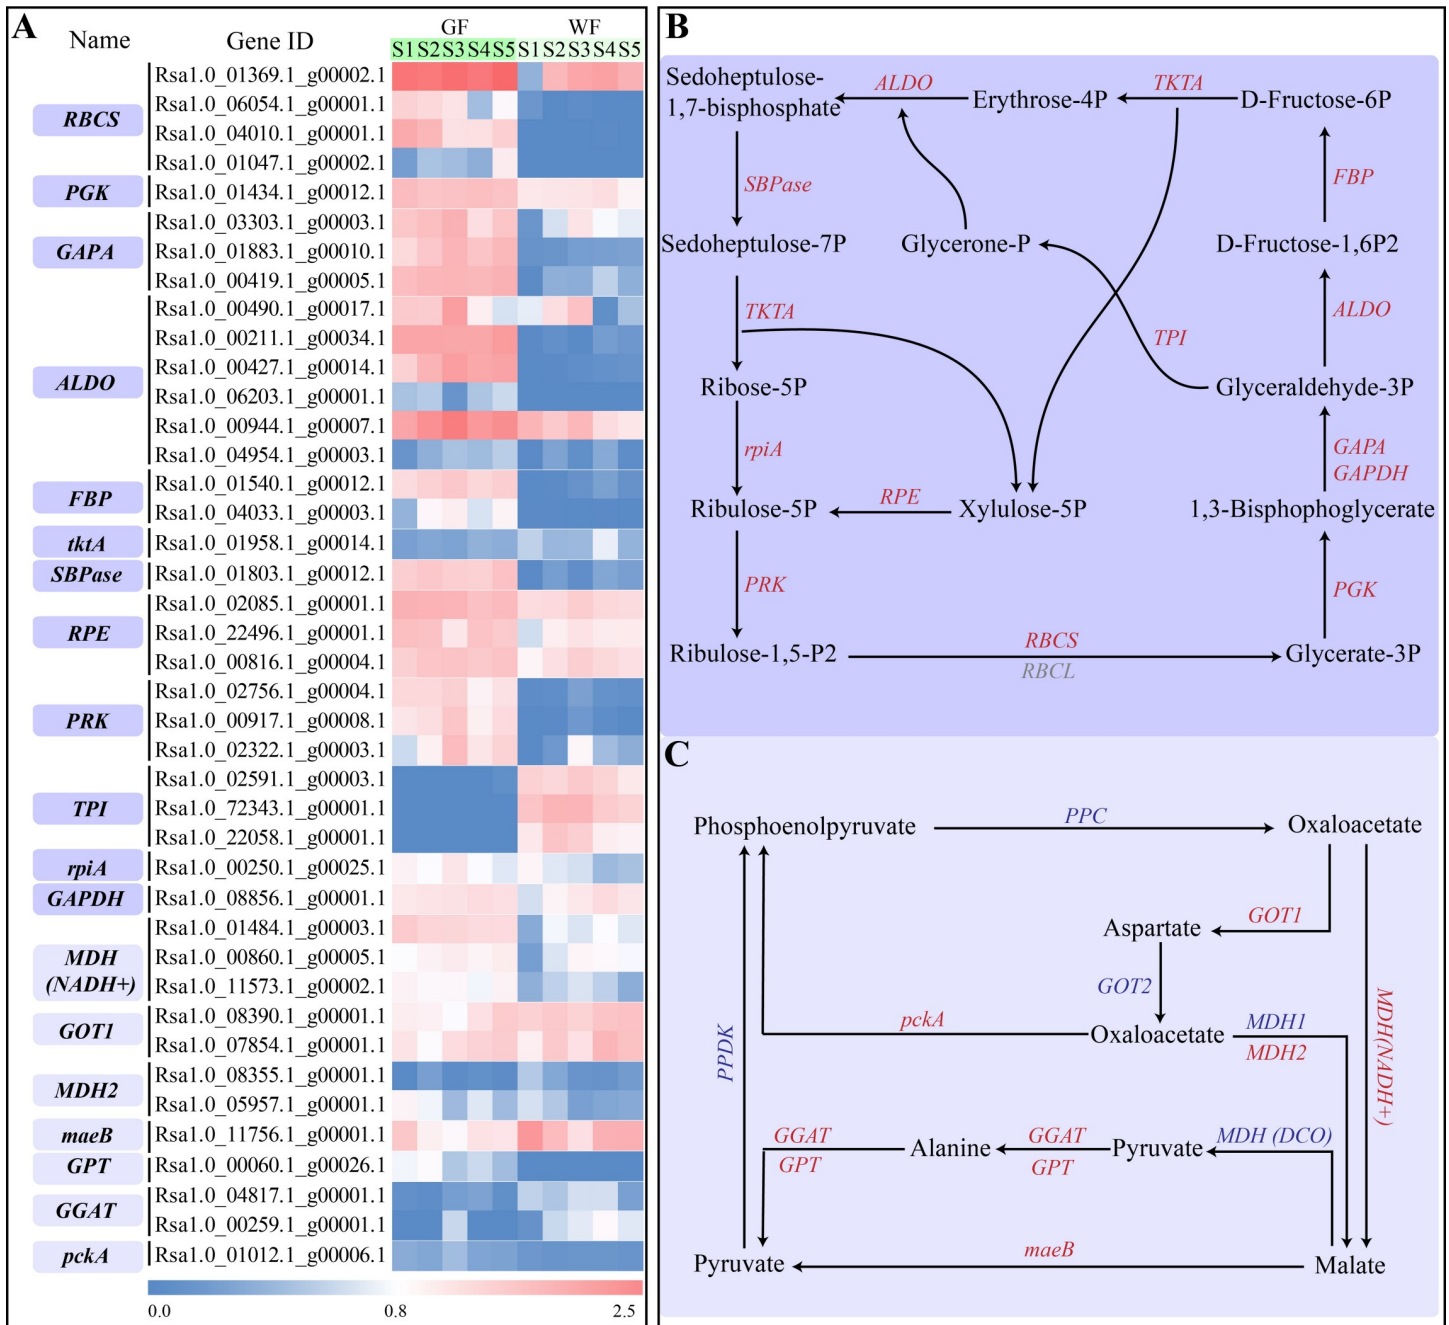 A
Name
Gene ID
GF
WF
S1 S2 S3 S4 S5 S1 S2 S3 S4 S5
RBCS
Rsa1.0_01369.1_g00002.1
Rsa1.0_06054.1_g00001.1
Rsa1.0_04010.1_g00001.1
Rsa1.0_01047.1_g00002.1
PGK
Rsa1.0_01434.1_g00012.1
GAPA
Rsa1.0_03303.1_g00003.1
Rsa1.0_01883.1_g00010.1
Rsa1.0_00419.1_g00005.1
ALDO
Rsa1.0_00490.1_g00017.1
Rsa1.0_00211.1_g00034.1
Rsa1.0_00427.1_g00014.1
Rsa1.0_06203.1_g00001.1
Rsa1.0_00944.1_g00007.1
Rsa1.0_04954.1_g00003.1
FBP
Rsa1.0_01540.1_g00012.1
Rsa1.0_04033.1_g00003.1
tktA
Rsa1.0_01958.1_g00014.1
SBPase
Rsa1.0_01803.1_g00012.1
RPE
Rsa1.0_02085.1_g00001.1
Rsa1.0_22496.1_g00001.1
Rsa1.0_00816.1_g00004.1
PRK
Rsa1.0_02756.1_g00004.1
Rsa1.0_00917.1_g00008.1
Rsa1.0_02322.1_g00003.1
TPI
Rsa1.0_02591.1_g00003.1
Rsa1.0_72343.1_g00001.1
Rsa1.0_22058.1_g00001.1
rpiA
Rsa1.0_00250.1_g00025.1
GAPDH
Rsa1.0_08856.1_g00001.1
MDH
(NADH+)
Rsa1.0_01484.1_g00003.1
Rsa1.0_00860.1_g00005.1
Rsa1.0_11573.1_g00002.1
GOT1
Rsa1.0_08390.1_g00001.1
Rsa1.0_07854.1_g00001.1
MDH2
Rsa1.0_08355.1_g00001.1
Rsa1.0_05957.1_g00001.1
maeB
Rsa1.0_11756.1_g00001.1
GPT
Rsa1.0_00060.1_g00026.1
GGAT
Rsa1.0_04817.1_g00001.1
Rsa1.0_00259.1_g00001.1
pckA
Rsa1.0_01012.1_g00006.1
0.0
0.8
2.5
B
Sedoheptulose-
1,7-bisphosphate
ALDO
Erythrose-4P
TKTA
D-Fructose-6P
SBPase
FBP
Sedoheptulose-7P
Glycerone-P
D-Fructose-1,6P2
TKTA
TPI
ALDO
Ribose-5P
Glyceraldehyde-3P
rpiA
GAPA
GAPDH
Ribulose-5P
RPE
Xylulose-5P
1,3-Bisphophoglycerate
PRK
PGK
Ribulose-1,5-P2
RBCS
RBCL
Glycerate-3P
C
Phosphoenolpyruvate
PPC
Oxaloacetate
Aspartate
GOT1
GOT2
MDH(NADH+)
pckA
Oxaloacetate
MDH1
MDH2
PPDK
GGAT
GPT
Alanine
GGAT
GPT
Pyruvate
MDH (DCO)
Pyruvate
maeB
Malate